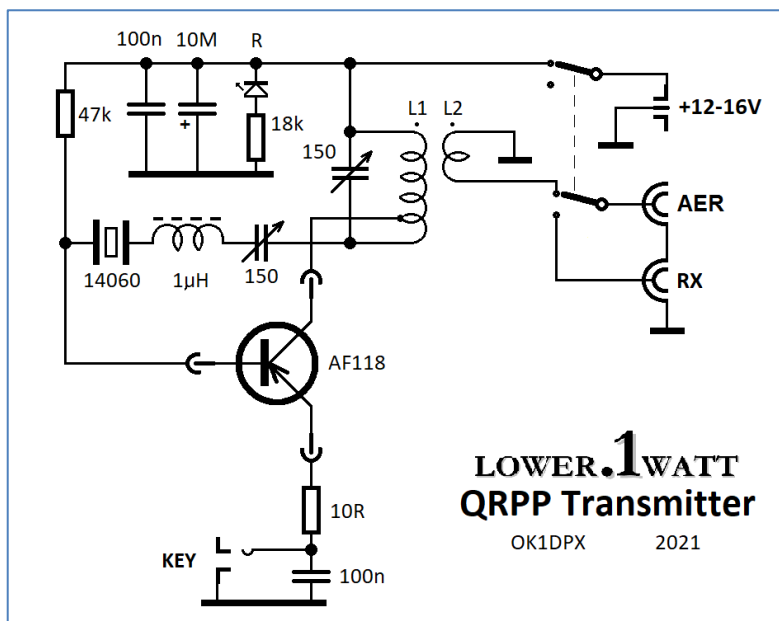 100n 10M R
47k
+
18k
L1 L2
150
+12-16V
AER
14060 1µH 150
RX
AF118
LOWER.1WATT
QRPP Transmitter
OK1DPX 2021
10R
KEY
100n